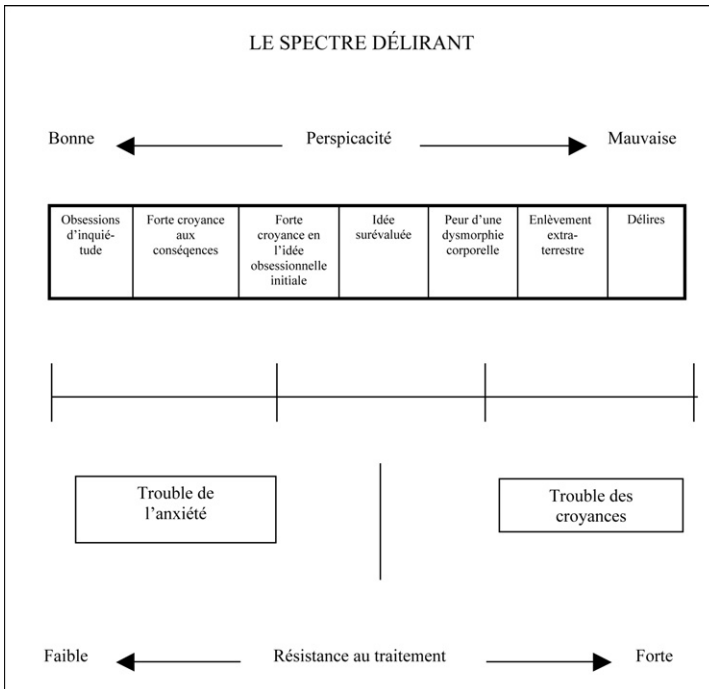 LE SPECTRE DÉLIRANT
Bonne Perspicacité Mauvaise
Obsessions
d'inquié-
tude
Forte croyance
aux
conséqences
Forte
croyance en
l'idée
obsessionnelle
initiale
Idée
surévaluée
Peur d'une
dysmorphie
corporelle
Enlèvement
extra-
terrestre
Délires
Trouble de
l'anxiété
Trouble des
croyances
Faible Résistance au traitement Forte